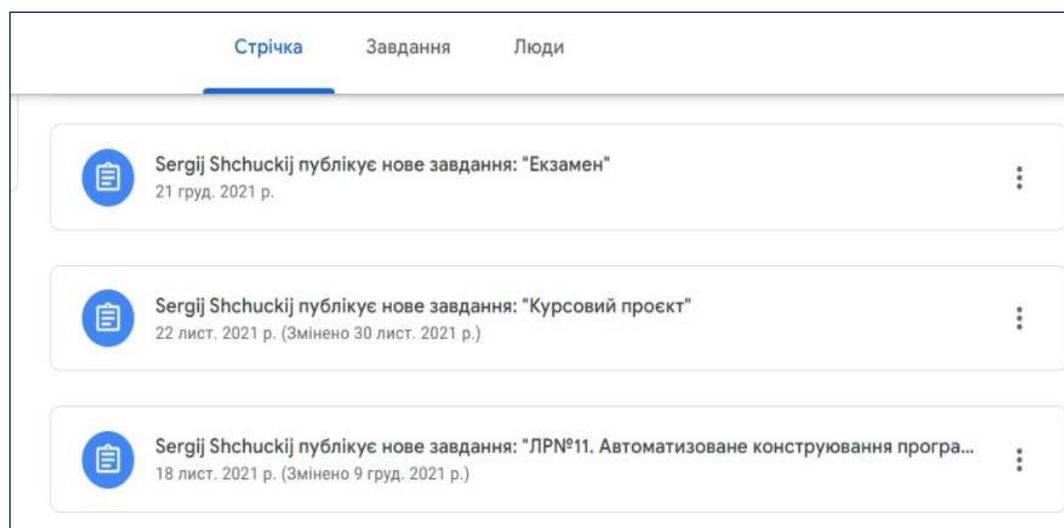 Стрічка Завдання Люди
Sergij Shchuckij публікує нове завдання: "Екзамен"
21 груд. 2021 р.
Sergij Shchuckij публікує нове завдання: "Курсовий проєкт"
22 лист. 2021 р. (Змінено 30 лист. 2021 р.)
Sergij Shchuckij публікує нове завдання: "ЛР№11. Автоматизоване конструювання програ...
18 лист. 2021 р. (Змінено 9 груд. 2021 р.)